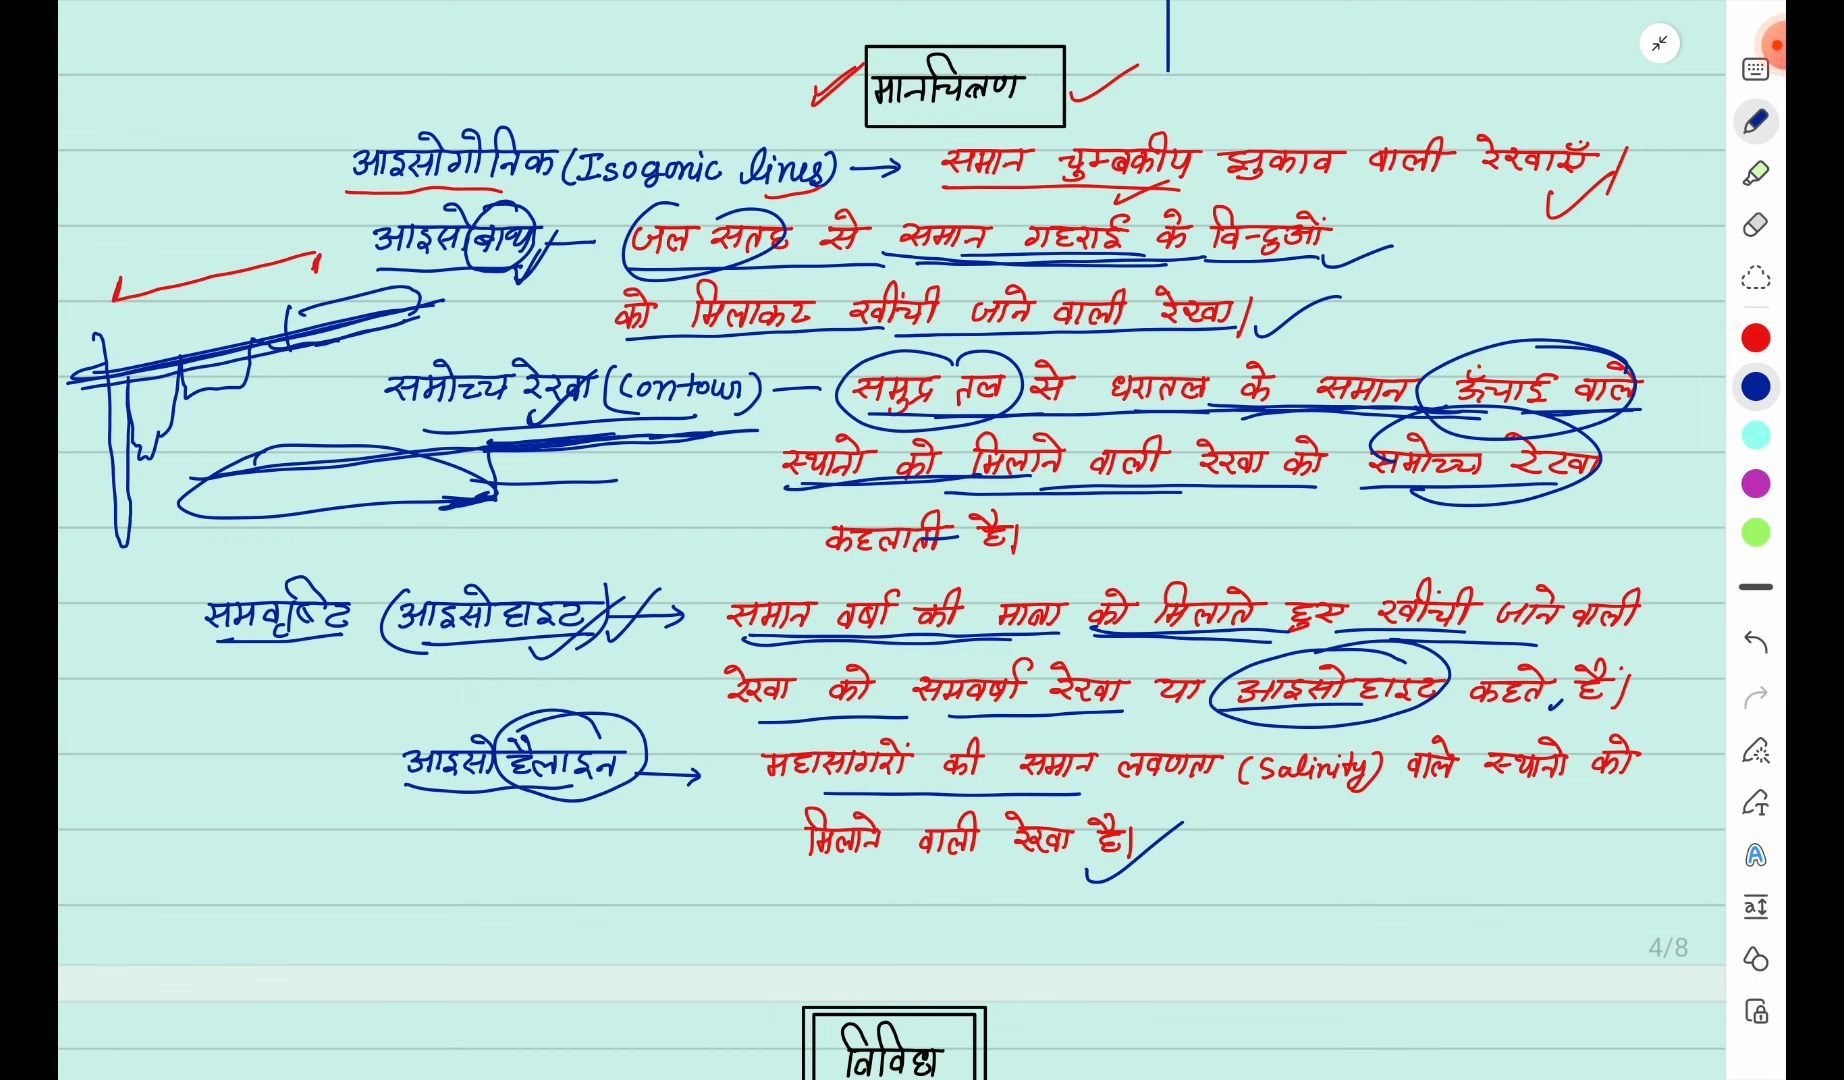 मानचित्रण
आइसोगोनिक (Isogonic lines) → समान चुम्बकीय झुकाव वाली रेखाएँ।
आइसोबाथ — जल सतह से समान गहराई के बिन्दुओं
को मिलाकर खींची जाने वाली रेखा।
समोच्च रेखा (Contour) — समुद्र तल से धरातल के समान ऊँचाई वाले
स्थानो को मिलाने वाली रेखा को समोच्च रेखा
कहलाती है।
समवृष्टि (आइसोहाइट) → समान वर्षा की मात्रा को मिलाते हुए खींची जाने वाली
रेखा को समवर्षा रेखा या आइसोहाइट कहते है।
आइसोहैलाइन → महासागरों की समान लवणता (Salinity) वाले स्थानो को
मिलाने वाली रेखा है।
4/8
विविध